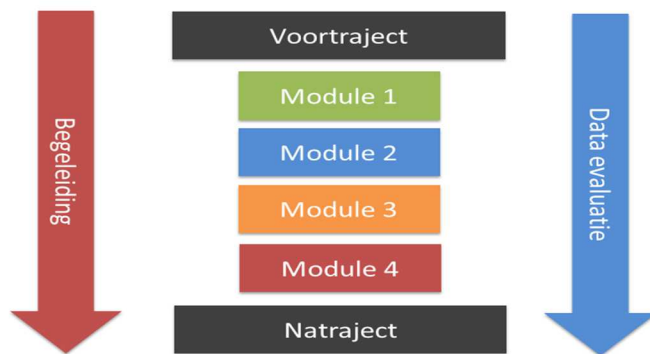 Voortraject
Begeleiding
Module 1
Module 2
Module 3
Module 4
Data evaluatie
Natraject